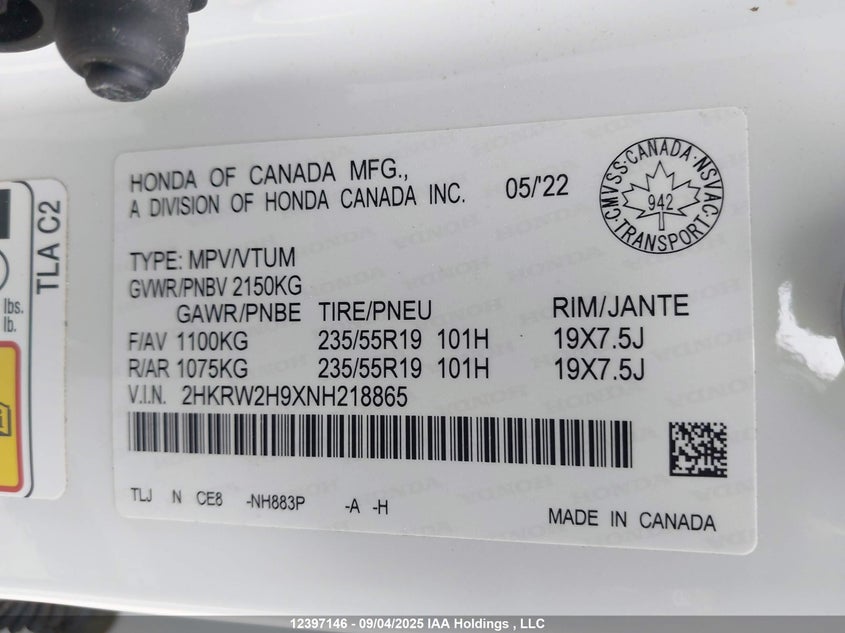 HONDA OF CANADA MFG.,
A DIVISION OF HONDA CANADA INC. 05/'22
CMVSS·CANADA·NSVAC·TRANSPORT·
942
TYPE: MPV/VTUM
GVWR/PNBV 2150KG
GAWR/PNBE TIRE/PNEU RIM/JANTE
F/AV 1100KG 235/55R19 101H 19X7.5J
R/AR 1075KG 235/55R19 101H 19X7.5J
V.I.N. 2HKRW2H9XNH218865
TLJ N CE8 -NH883P -A -H
MADE IN CANADA
TLA C2
lbs.
lb.
12397146 - 09/04/2025 IAA Holdings , LLC